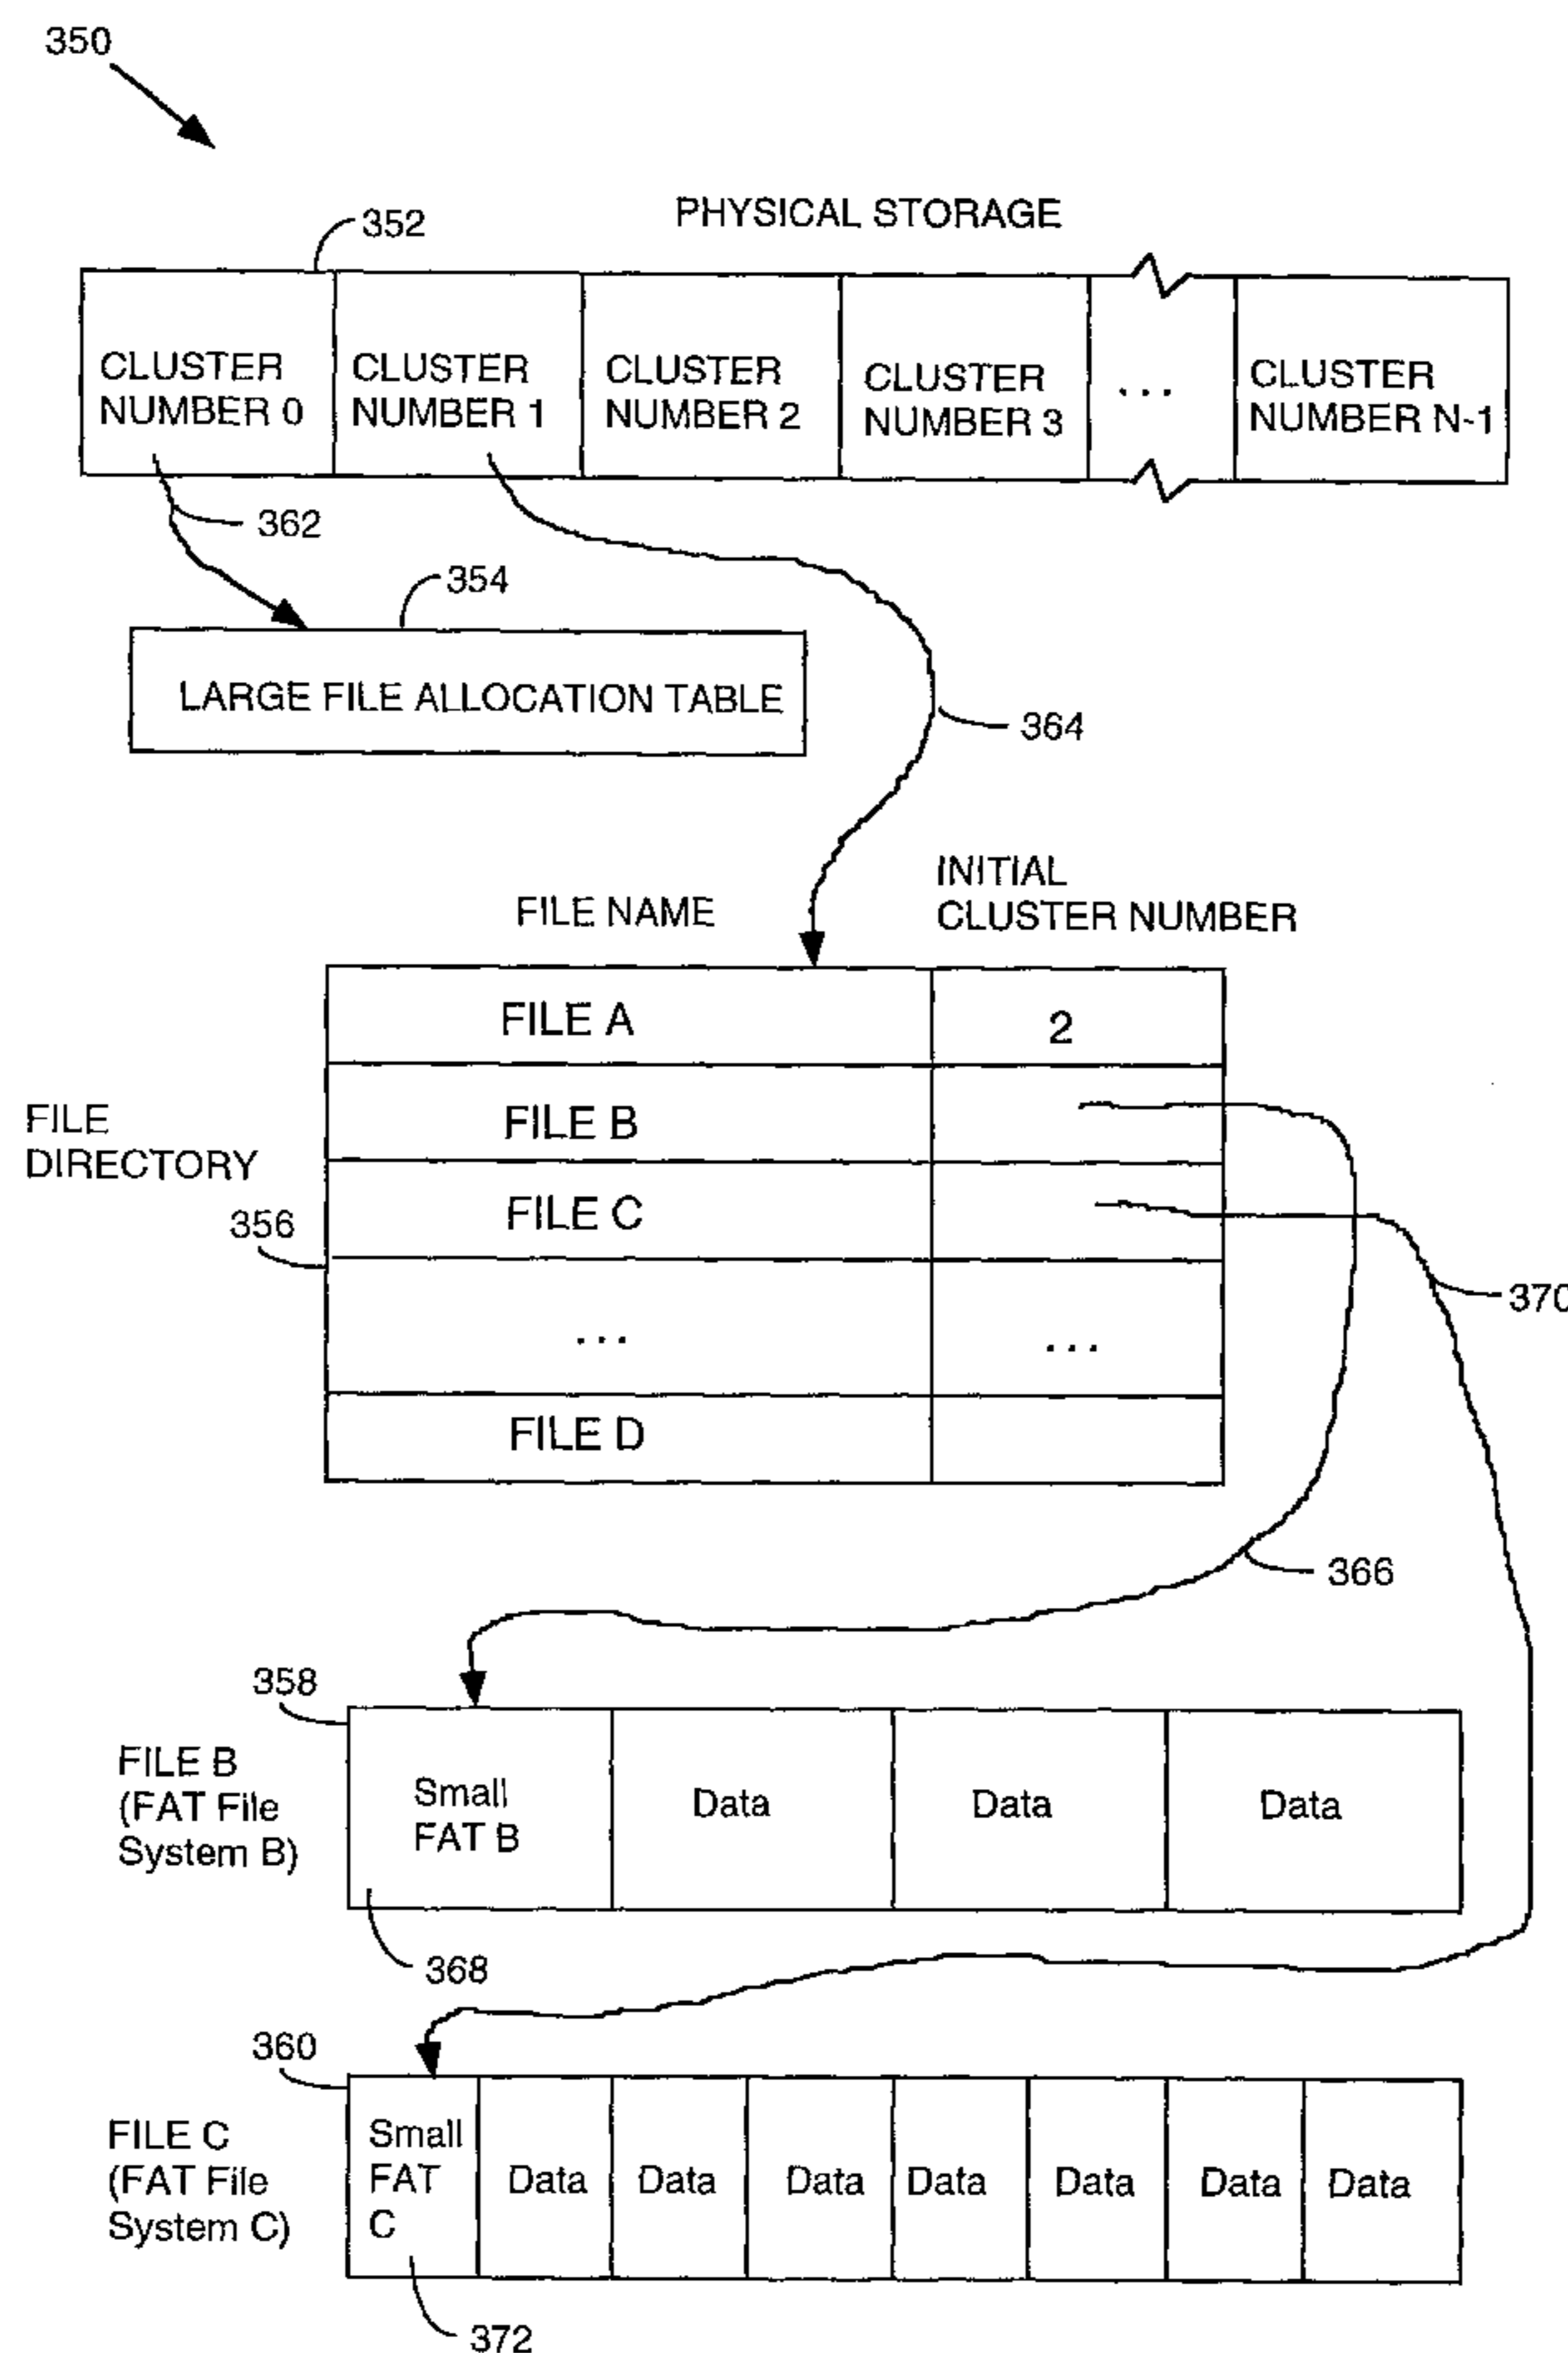 350
352
PHYSICAL STORAGE
CLUSTER
NUMBER 0
CLUSTER
NUMBER 1
CLUSTER
NUMBER 2
CLUSTER
NUMBER 3
...
CLUSTER
NUMBER N-1
362
354
LARGE FILE ALLOCATION TABLE
364
FILE NAME
INITIAL
CLUSTER NUMBER
FILE A
2
FILE B
FILE
DIRECTORY
FILE C
356
370
...
...
FILE D
366
358
FILE B
(FAT File
System B)
Small
FAT B
Data
Data
Data
368
360
FILE C
(FAT File
System C)
Small
FAT
C
Data
Data
Data
Data
Data
Data
Data
372